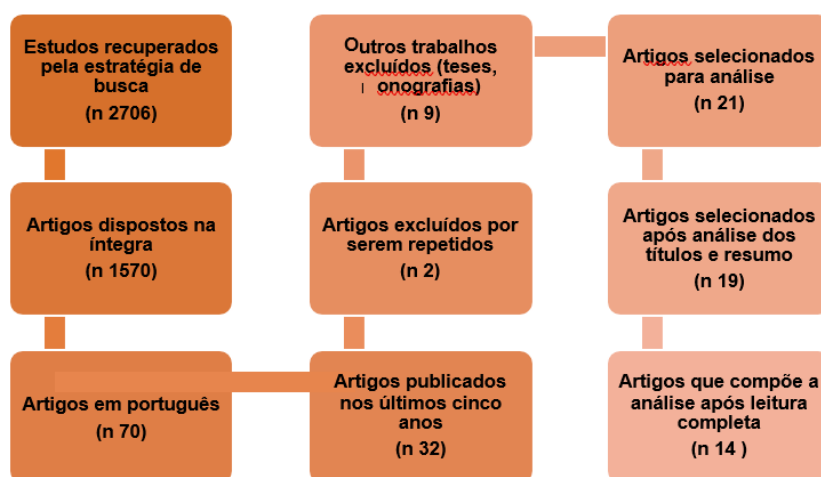 Estudos recuperados
pela estratégia de
busca
(n 2706)
Artigos dispostos na
íntegra
(n 1570)
Artigos em português
(n 70)
Artigos publicados
nos últimos cinco
anos
(n 32)
Artigos excluídos por
serem repetidos
(n 2)
Outros trabalhos
excluídos (teses,
onografias)
(n 9)
Artigos selecionados
para análise
(n 21)
Artigos selecionados
após análise dos
títulos e resumo
(n 19)
Artigos que compõe a
análise após leitura
completa
(n 14 )